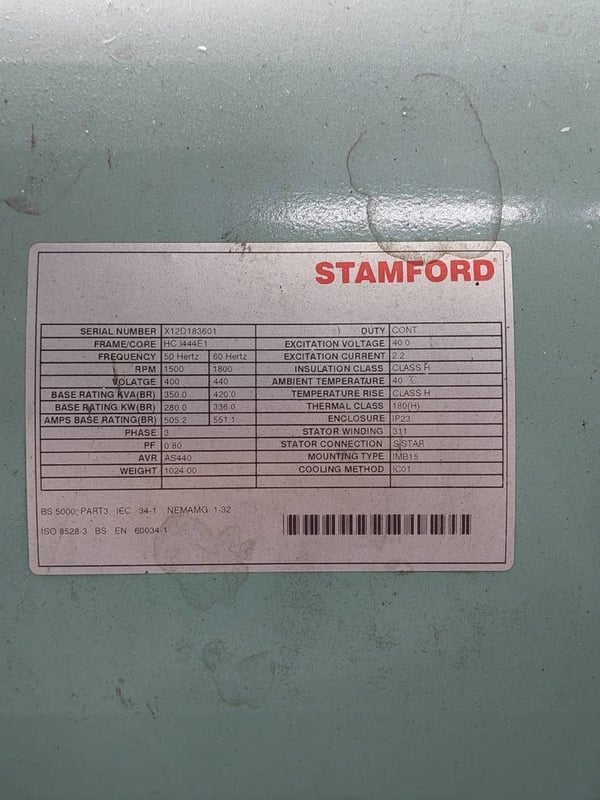 STAMFORD
SERIAL NUMBER X12D183601 DUTY CONT
FRAME/CORE HC.I444E1 EXCITATION VOLTAGE 40.0
FREQUENCY 50 Hertz 60 Hertz EXCITATION CURRENT 2.2
RPM 1500 1800 INSULATION CLASS CLASS H
VOLATGE 400 440 AMBIENT TEMPERATURE 40 °C
BASE RATING KVA(BR) 350.0 420.0 TEMPERATURE RISE CLASS H
BASE RATING KW(BR) 280.0 336.0 THERMAL CLASS 180(H)
AMPS BASE RATING(BR) 505.2 551.1 ENCLOSURE IP23
PHASE 3 STATOR WINDING 311
PF 0.80 STATOR CONNECTION S-STAR
AVR AS440 MOUNTING TYPE IMB15
WEIGHT 1024.00 COOLING METHOD IC01
BS 5000; PART3 IEC 34-1 NEMAMG 1-32
ISO 8528-3 BS EN 60034-1